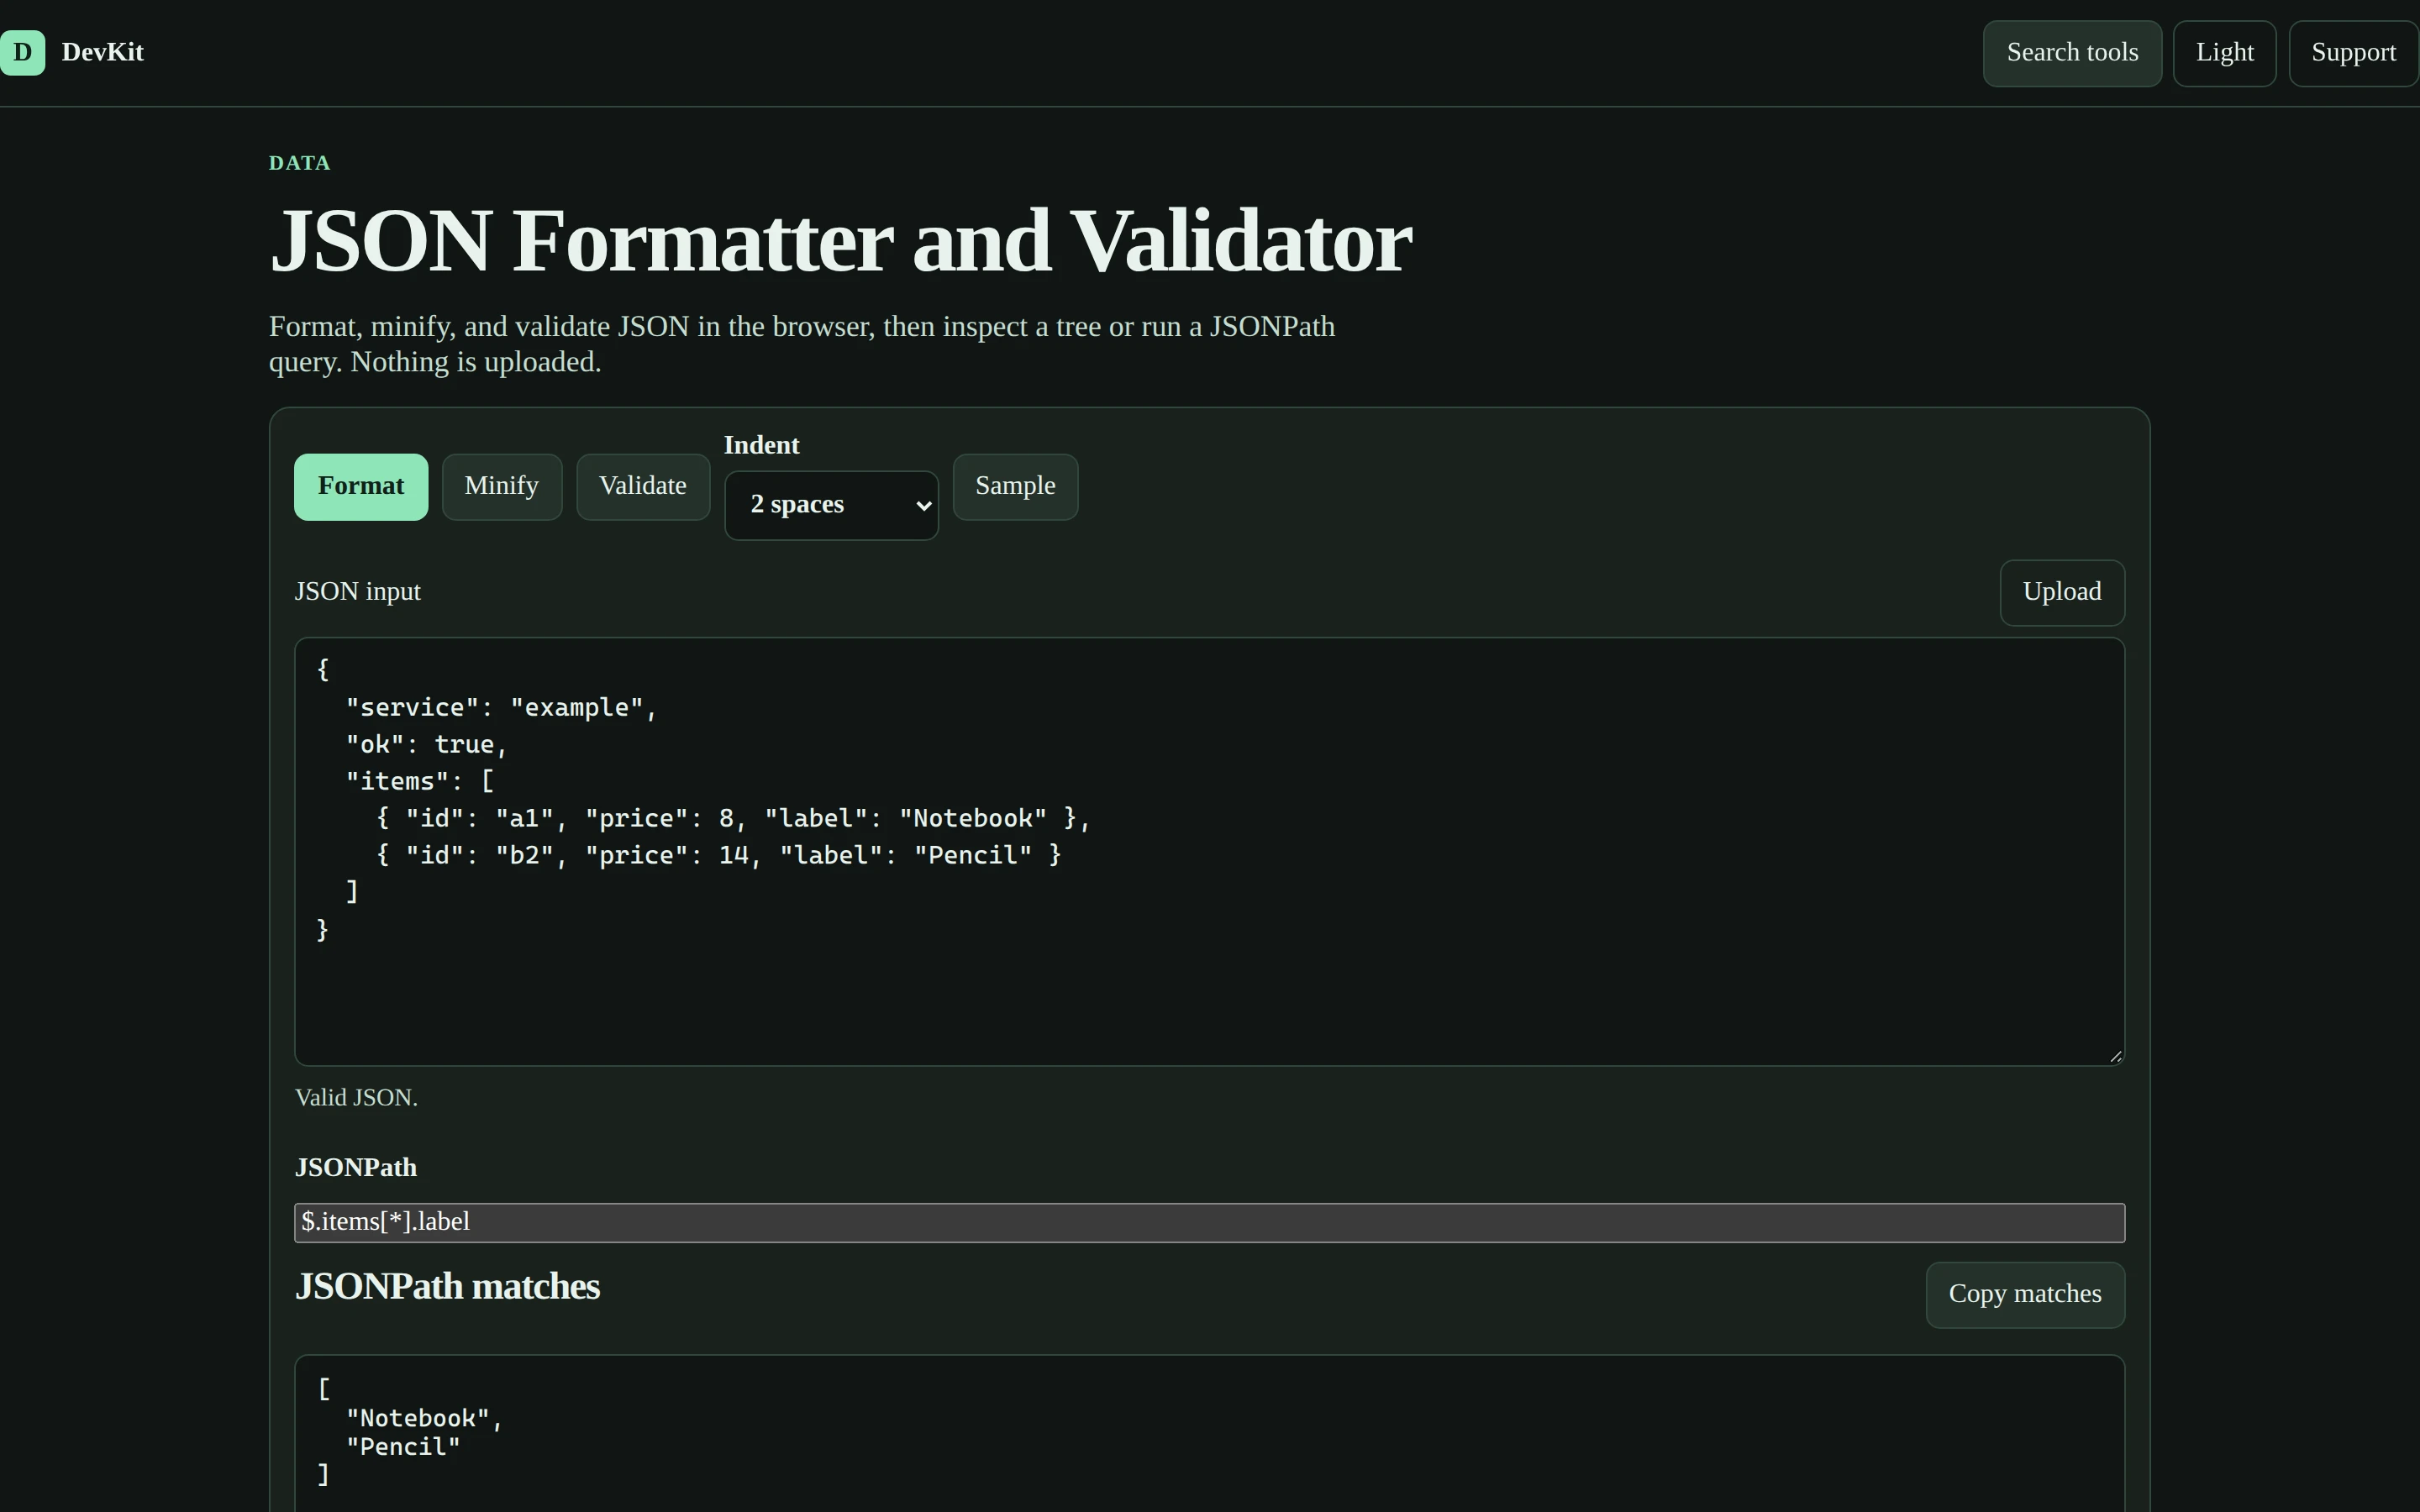 D DevKit Search tools Light Support
DATA
JSON Formatter and Validator
Format, minify, and validate JSON in the browser, then inspect a tree or run a JSONPath
query. Nothing is uploaded.
Indent
Format Minify Validate 2 spaces Sample
JSON input Upload
{
  "service": "example",
  "ok": true,
  "items": [
    { "id": "a1", "price": 8, "label": "Notebook" },
    { "id": "b2", "price": 14, "label": "Pencil" }
  ]
}
Valid JSON.
JSONPath
$.items[*].label
JSONPath matches Copy matches
[
  "Notebook",
  "Pencil"
]